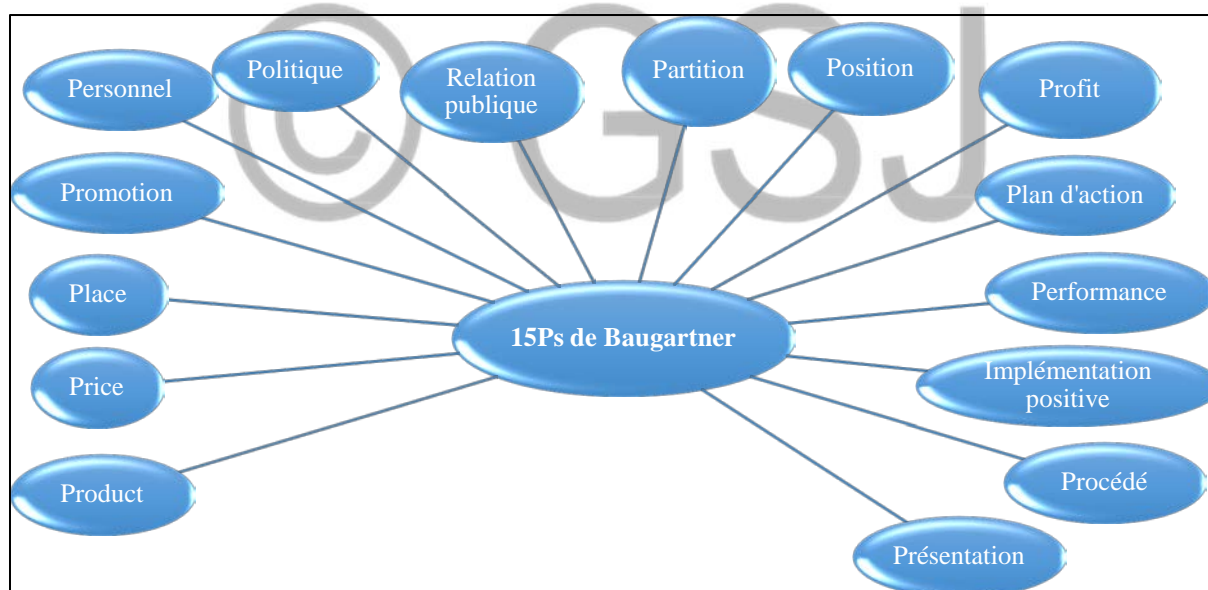 © GSJ
Personnel
Politique
Relation
publique
Partition
Position
Profit
Promotion
Plan d'action
Place
Performance
15Ps de Baugartner
Price
Implémentation
positive
Product
Procédé
Présentation